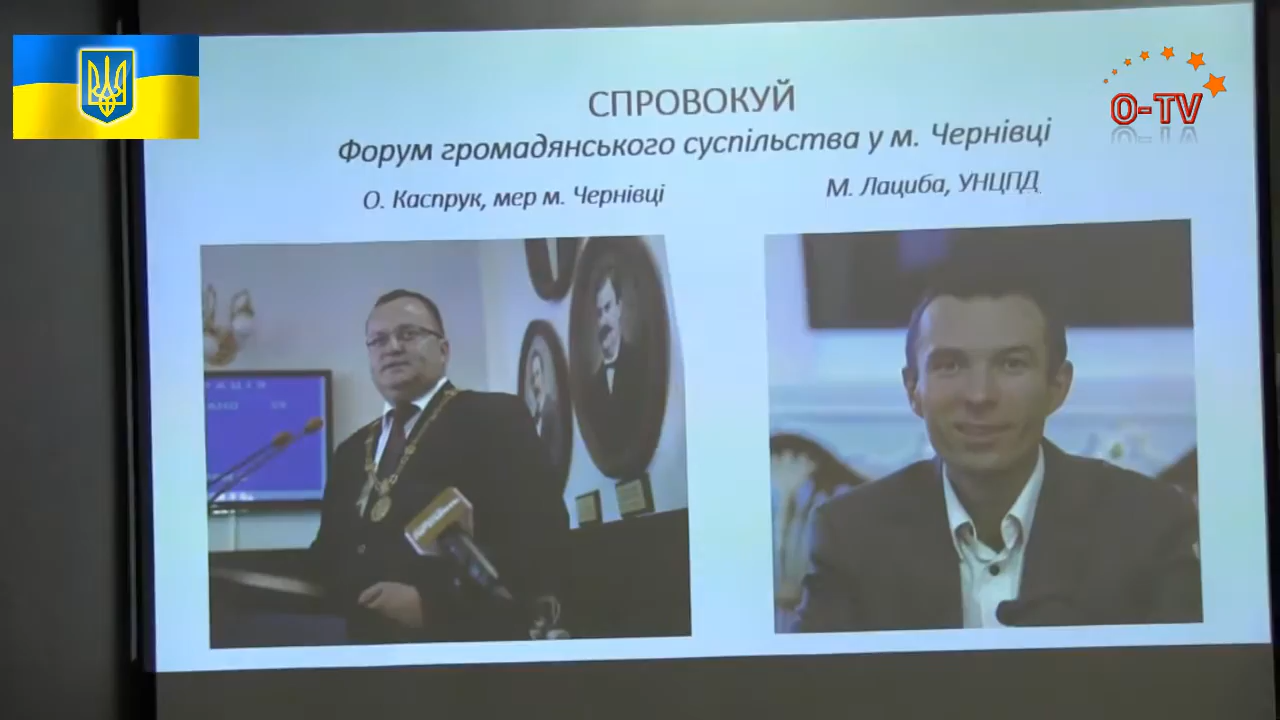 СПРОВОКУЙ
Форум громадянського суспільства у м. Чернівці
О. Каспрук, мер м. Чернівці
М. Лациба, УНЦПД
O-TV